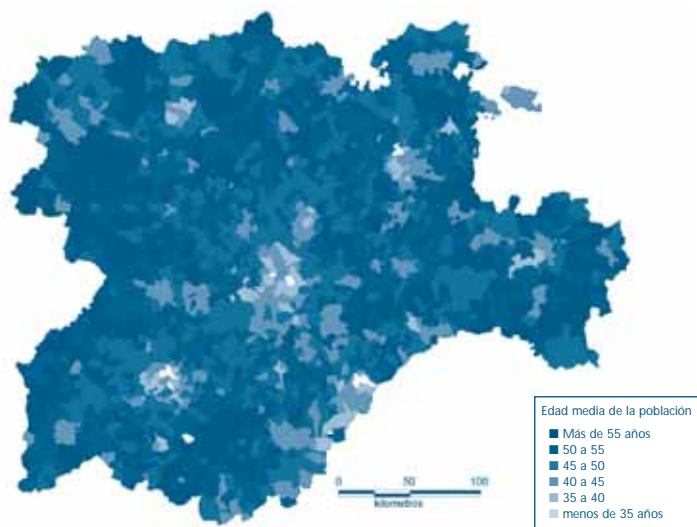 0 50 100
kilometros
Edad media de la población
Más de 55 años
50 a 55
45 a 50
40 a 45
35 a 40
menos de 35 años